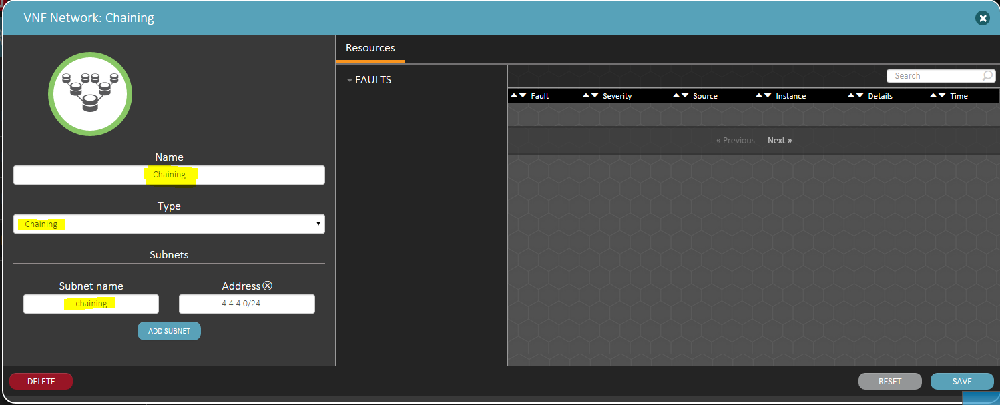 VNF Network: Chaining
Resources
FAULTS
Search
Fault Severity Source Instance Details Time
« Previous Next »
Name
Chaining
Type
Chaining
Subnets
Subnet name Address
chaining 4.4.4.0/24
ADD SUBNET
DELETE RESET SAVE